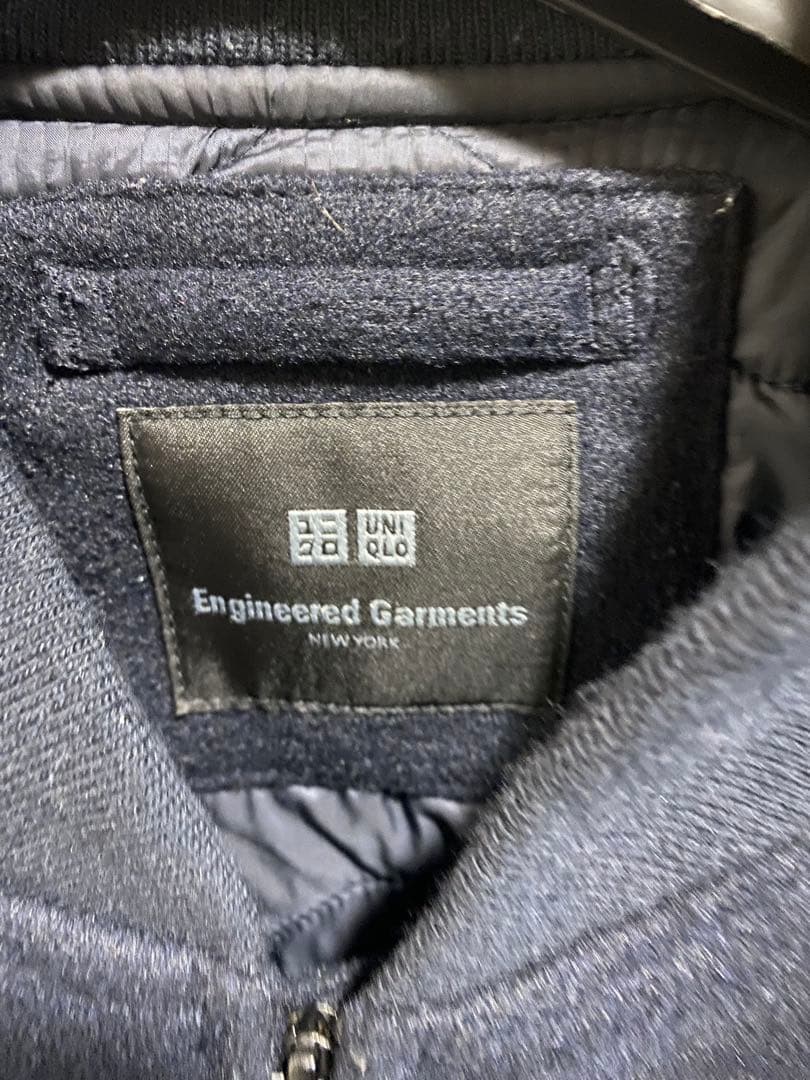 ユニ UNI
クロ QLO
Engineered Garments
NEW YORK